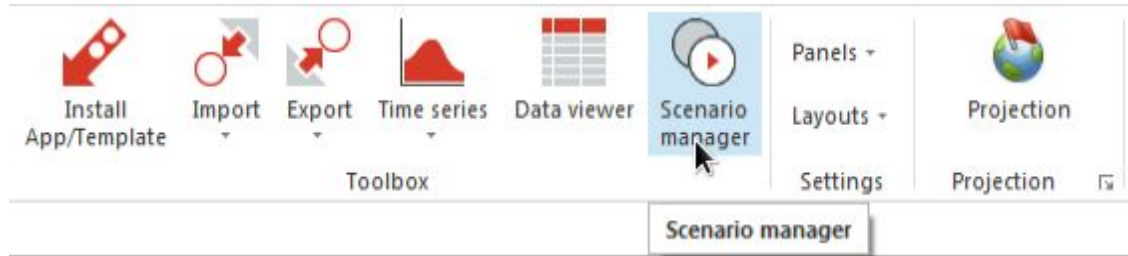 Install
App/Template
Import
Export
Time series
Data viewer
Scenario
manager
Panels
Layouts
Projection
Toolbox
Settings
Projection
Scenario manager